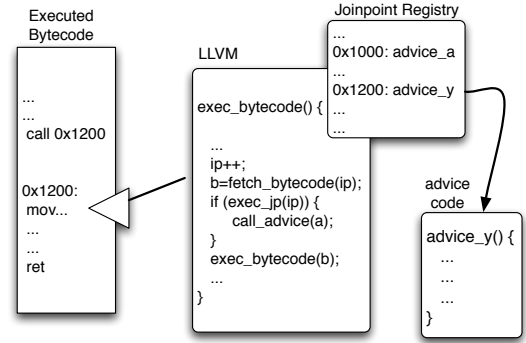 Executed
Bytecode
...
...
call 0x1200
0x1200:
mov...
...
...
ret
LLVM
exec_bytecode() {
...
ip++;
b=fetch_bytecode(ip);
if (exec_jp(ip)) {
call_advice(a);
}
exec_bytecode(b);
...
}
Joinpoint Registry
...
0x1000: advice_a
...
0x1200: advice_y
...
...
advice
code
advice_y() {
...
...
...
}